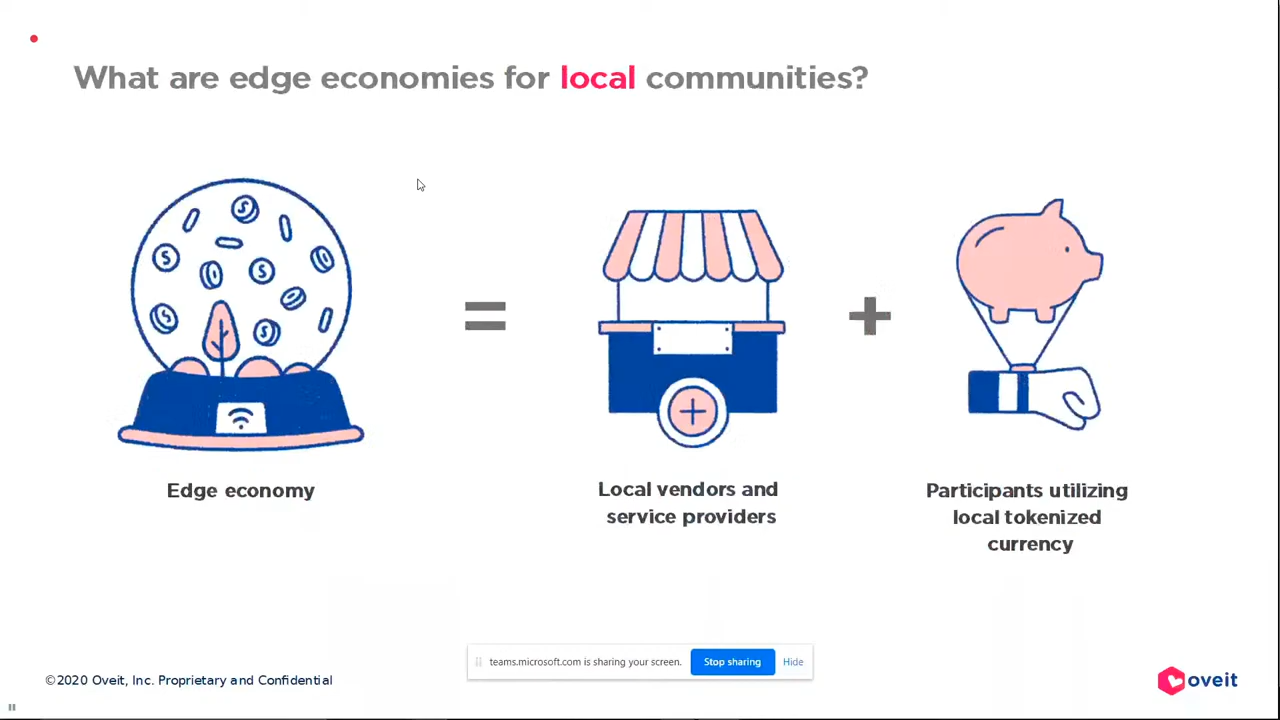 What are edge economies for local communities?
Edge economy
Local vendors and
service providers
Participants utilizing
local tokenized
currency
teams.microsoft.com is sharing your screen.
Stop sharing
Hide
©2020 Oveit, Inc. Proprietary and Confidential
oveit